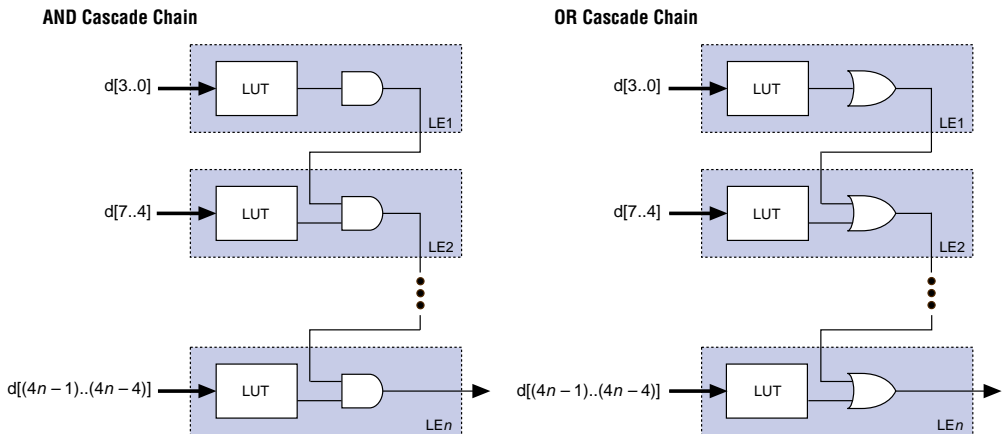 AND Cascade Chain
d[3..0]
LUT
LE1
d[7..4]
LUT
LE2
d[(4n – 1)..(4n – 4)]
LUT
LEn
OR Cascade Chain
d[3..0]
LUT
LE1
d[7..4]
LUT
LE2
d[(4n – 1)..(4n – 4)]
LUT
LEn